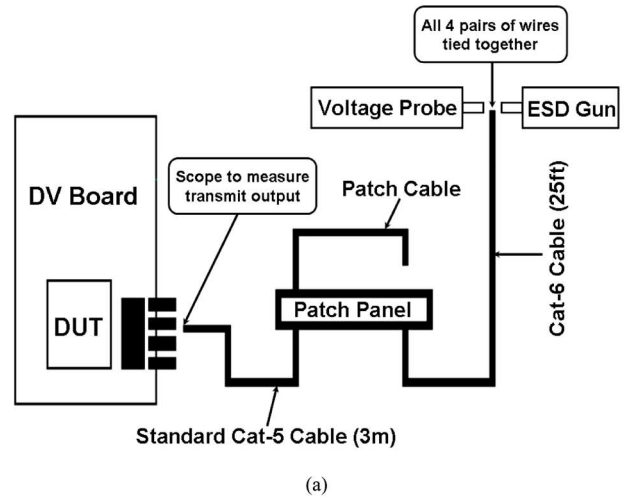 All 4 pairs of wires
tied together
Voltage Probe
ESD Gun
Scope to measure
transmit output
Patch Cable
DV Board
Cat-6 Cable (25ft)
Patch Panel
DUT
Standard Cat-5 Cable (3m)
(a)